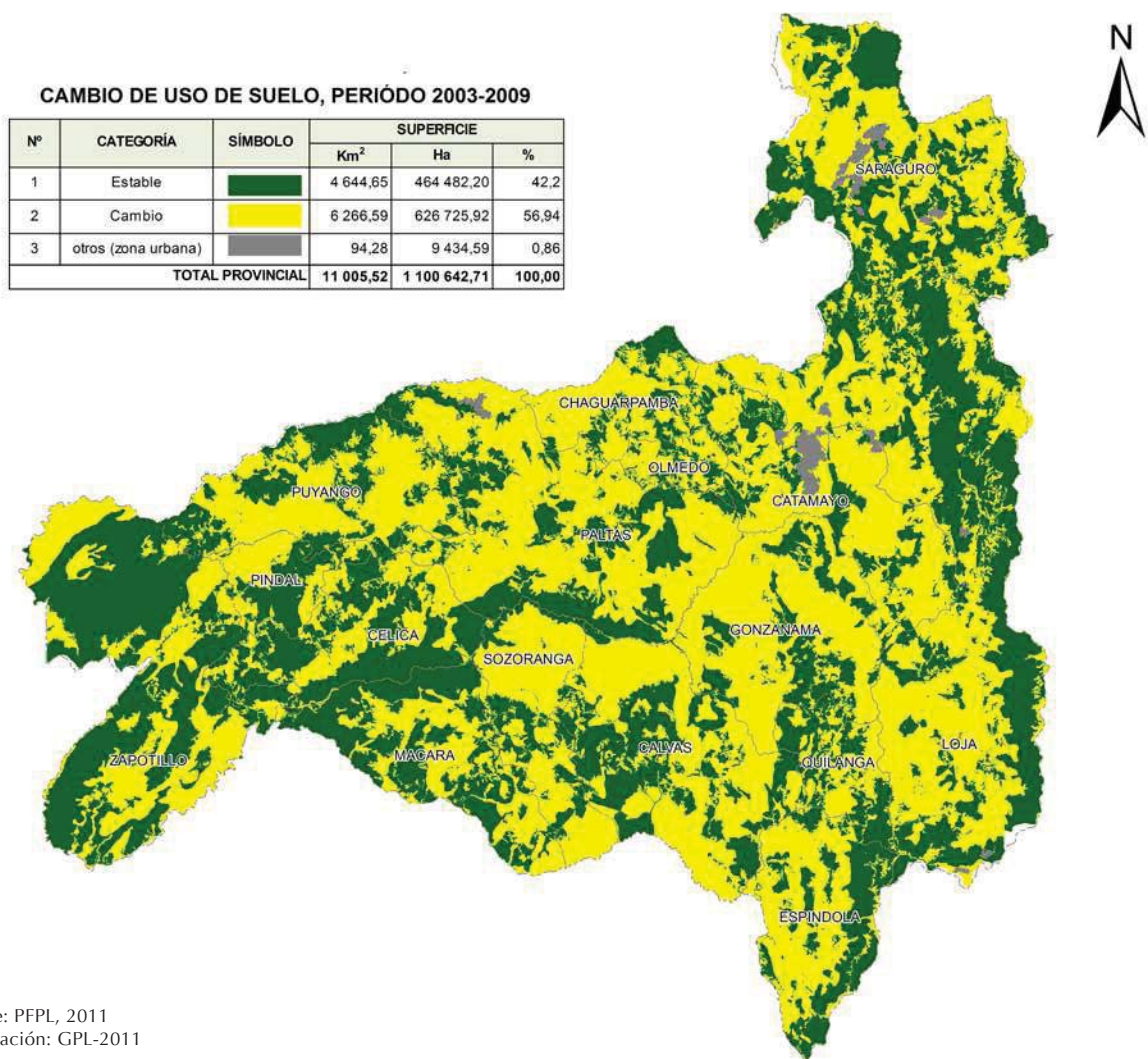 N
CAMBIO DE USO DE SUELO, PERIÓDO 2003-2009
Nº CATEGORÍA SÍMBOLO SUPERFICIE
Km² Ha %
1 Estable 4 644,65 464 482,20 42,2
2 Cambio 6 266,59 626 725,92 56,94
3 otros (zona urbana) 94,28 9 434,59 0,86
TOTAL PROVINCIAL 11 005,52 1 100 642,71 100,00
SARAGURO
CHAGUARPAMBA
OLMEDO
CATAMAYO
PUYANGO
PALTAS
PINDAL
CELICA
GONZANAMA
SOZORANGA
LOJA
CALVAS
MACARA
ZAPOTILLO
QUILANGA
ESPINDOLA
e: PFPL, 2011
ación: GPL-2011